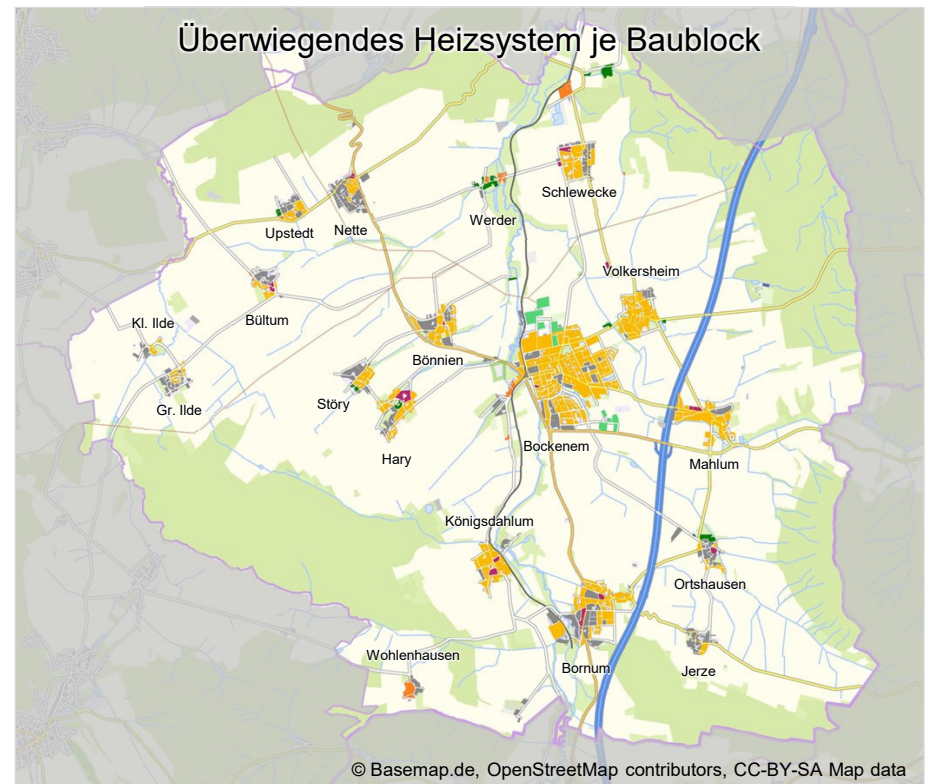 Überwiegendes Heizsystem je Baublock
Schlewecke
Werder
Upstedt
Nette
Volkersheim
Bültum
Kl. Ilde
Bönnien
Störy
Gr. Ilde
Bockenem
Hary
Mahlum
Königsdahlum
Ortshausen
Wohlenhausen
Bornum
Jerze
© Basemap.de, OpenStreetMap contributors, CC-BY-SA Map data